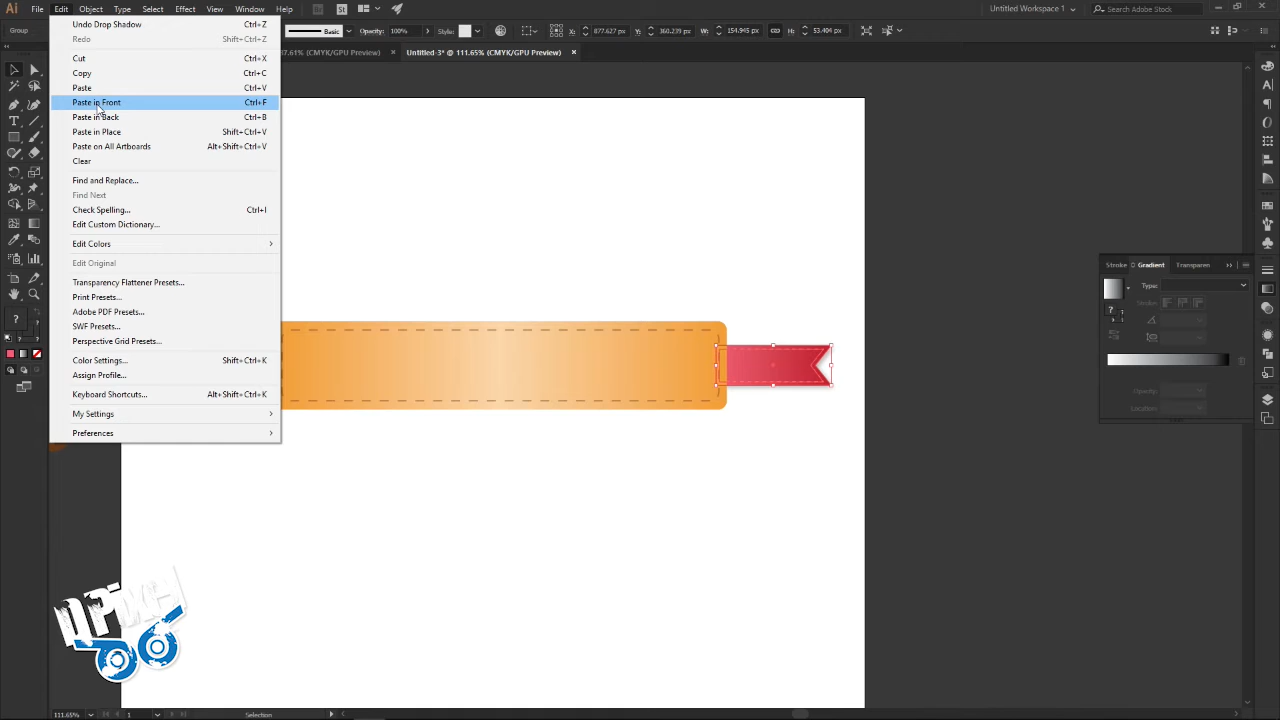 Ai File Edit Object Type Select Effect View Window Help Br St Untitled Workspace 1 Search Adobe Stock
Group Basic Opacity: 100% Style: X: 877.627 px Y: 360.239 px W: 154.945 px H: 53.404 px
37.61% (CMYK/GPU Preview) × Untitled-3* @ 111.65% (CMYK/GPU Preview) ×
Undo Drop Shadow Ctrl+Z
Redo Shift+Ctrl+Z
Cut Ctrl+X
Copy Ctrl+C
Paste Ctrl+V
Paste in Front Ctrl+F
Paste in Back Ctrl+B
Paste in Place Shift+Ctrl+V
Paste on All Artboards Alt+Shift+Ctrl+V
Clear
Find and Replace...
Find Next
Check Spelling... Ctrl+I
Edit Custom Dictionary...
Edit Colors
Edit Original
Transparency Flattener Presets...
Print Presets...
Adobe PDF Presets...
SWF Presets...
Perspective Grid Presets...
Color Settings... Shift+Ctrl+K
Assign Profile...
Keyboard Shortcuts... Alt+Shift+Ctrl+K
My Settings
Preferences
Stroke Gradient Transparen
Type:
Stroke:
Opacity:
Location:
111.65% 1 Selection